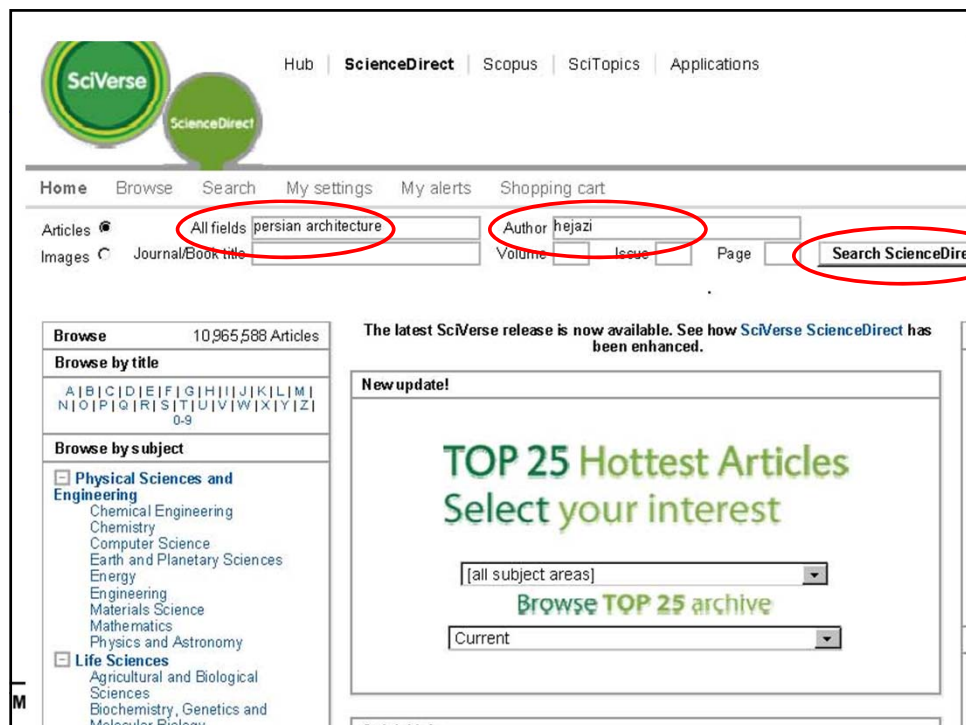 SciVerse
ScienceDirect
Hub | ScienceDirect | Scopus | SciTopics | Applications
Home Browse Search My settings My alerts Shopping cart
Articles All fields persian architecture Author hejazi
Images Journal/Book title Volume Issue Page Search ScienceDire
Browse 10,965,588 Articles
Browse by title
A|B|C|D|E|F|G|H|I|J|K|L|M|
N|O|P|Q|R|S|T|U|V|W|X|Y|Z|
0-9
Browse by subject
Physical Sciences and
Engineering
Chemical Engineering
Chemistry
Computer Science
Earth and Planetary Sciences
Energy
Engineering
Materials Science
Mathematics
Physics and Astronomy
Life Sciences
Agricultural and Biological
Sciences
Biochemistry, Genetics and
Molecular Biology
The latest SciVerse release is now available. See how SciVerse ScienceDirect has
been enhanced.
New update!
TOP 25 Hottest Articles
Select your interest
[all subject areas]
Browse TOP 25 archive
Current
M